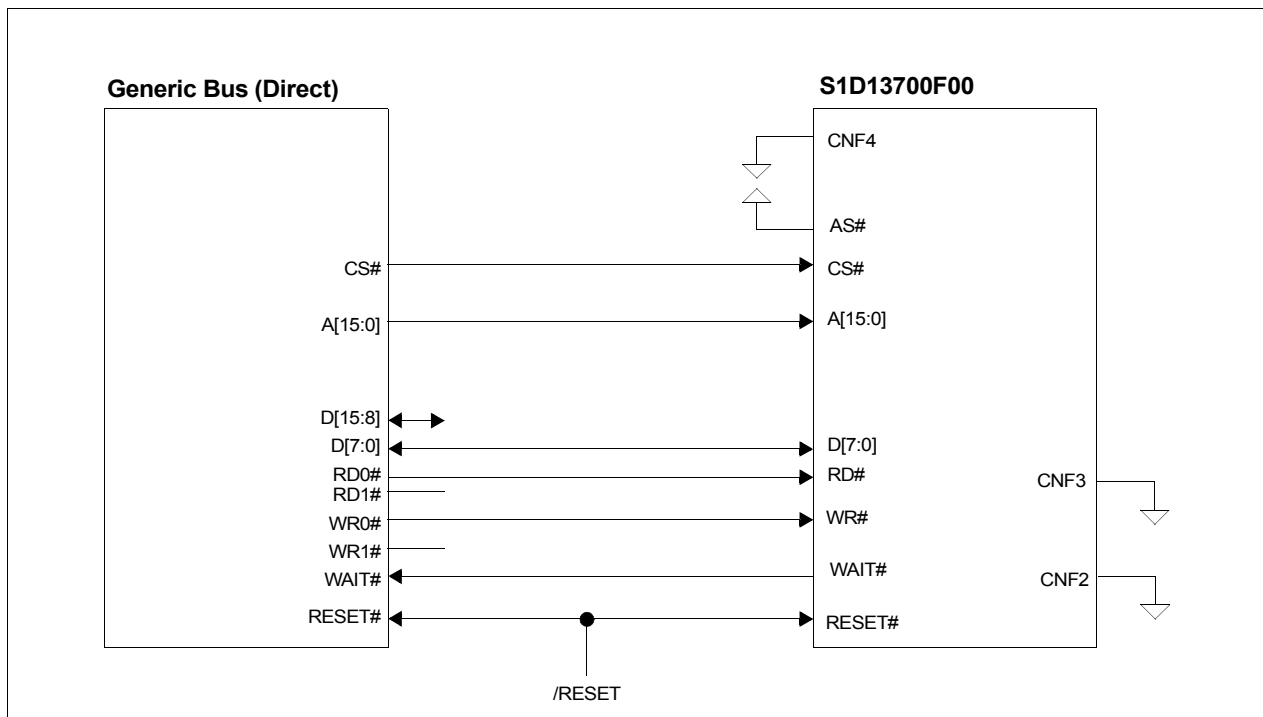 Generic Bus (Direct)
S1D13700F00
CNF4
AS#
CS#
CS#
A[15:0]
A[15:0]
D[15:8]
D[7:0]
D[7:0]
RD0#
RD#
RD1#
CNF3
WR0#
WR#
WR1#
WAIT#
WAIT#
CNF2
RESET#
RESET#
/RESET